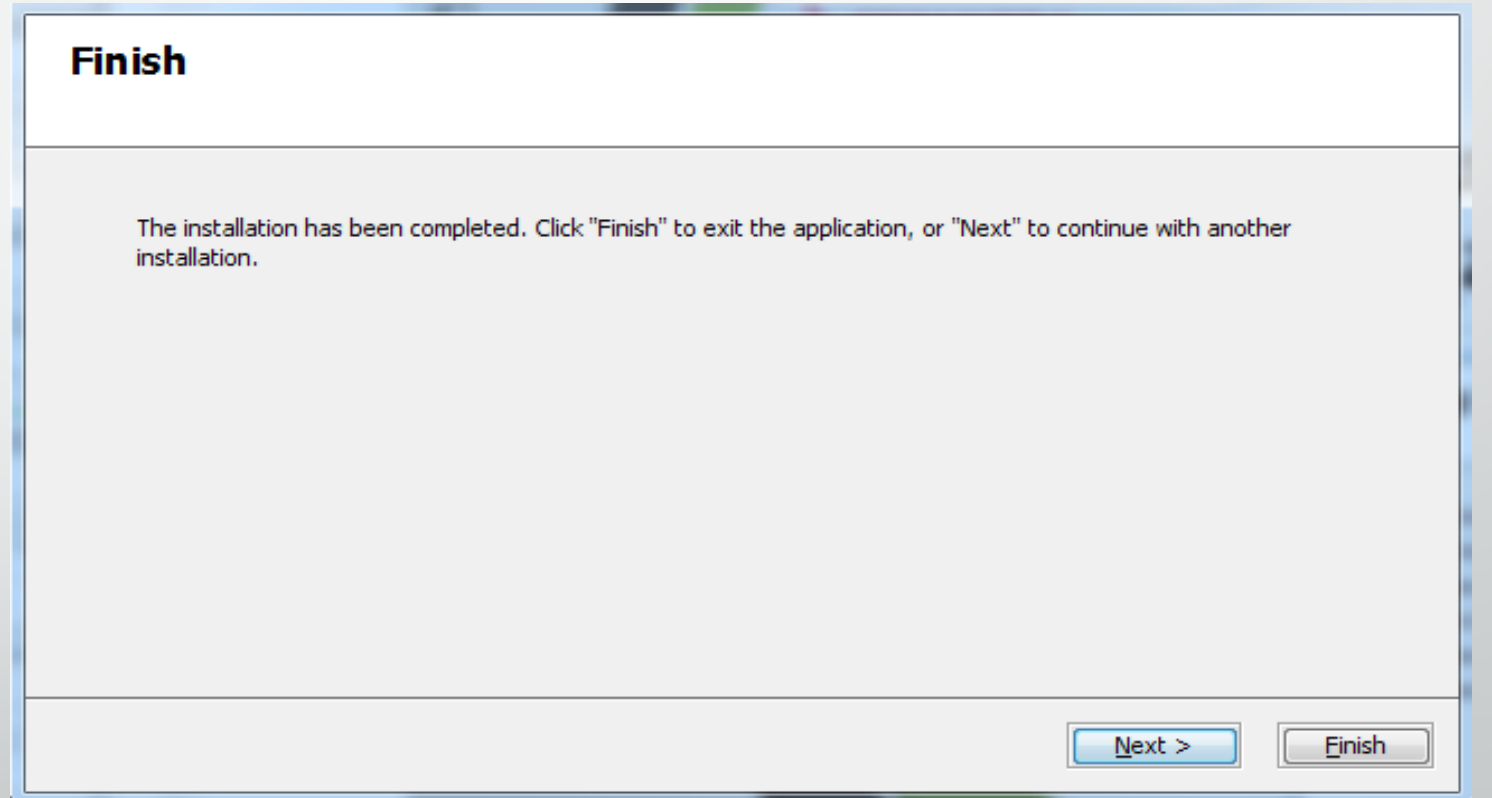 Finish
The installation has been completed. Click "Finish" to exit the application, or "Next" to continue with another
installation.
Next >
Finish